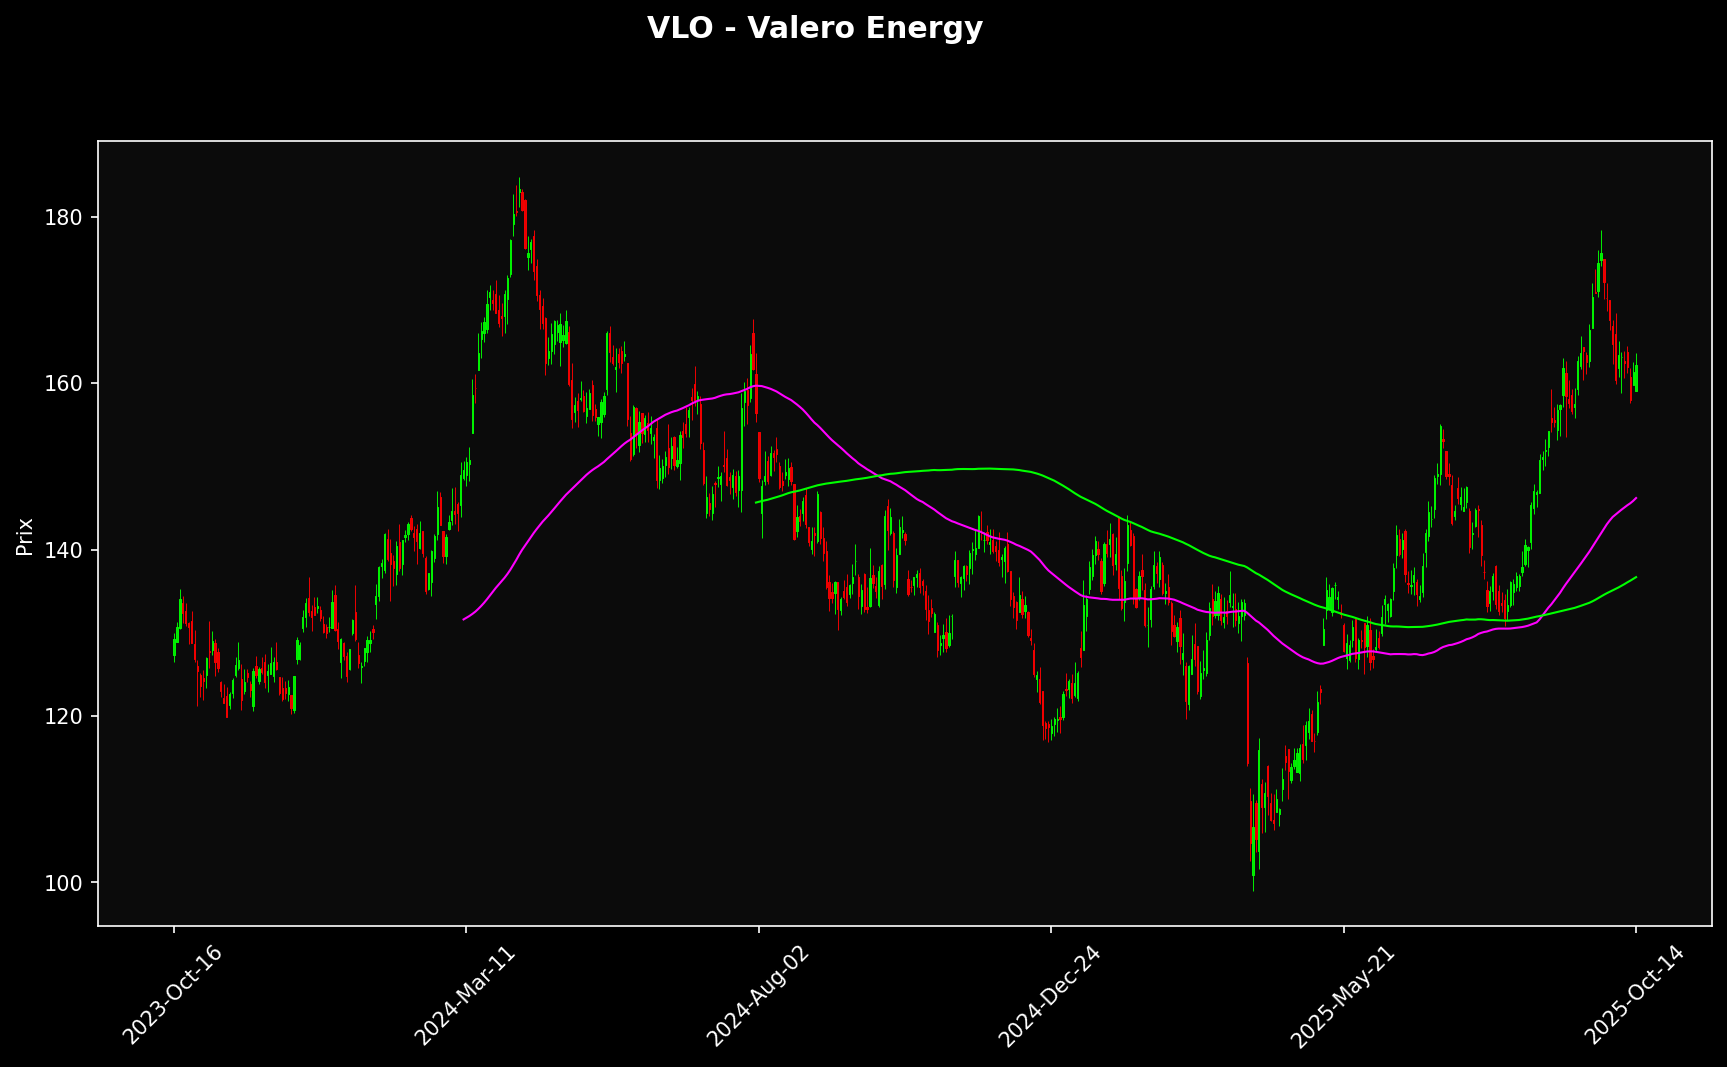 VLO - Valero Energy
Prix
180
160
140
120
100
2023-Oct-16
2024-Mar-11
2024-Aug-02
2024-Dec-24
2025-May-21
2025-Oct-14